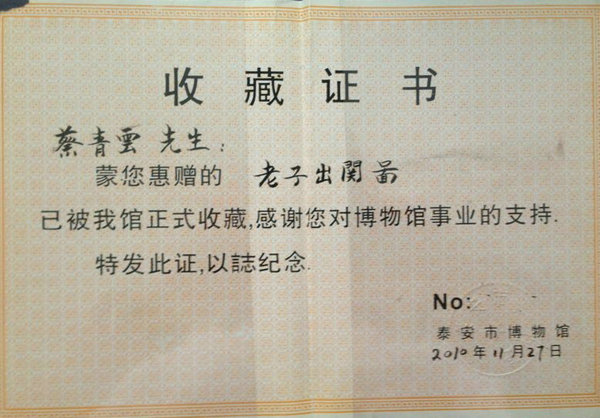 收藏证书
蔡青雲 先生：
蒙您惠赠的 老子出関啚
已被我馆正式收藏,感谢您对博物馆事业的支持.
特发此证,以誌纪念.
No:
泰安市博物馆
2010年11月27日